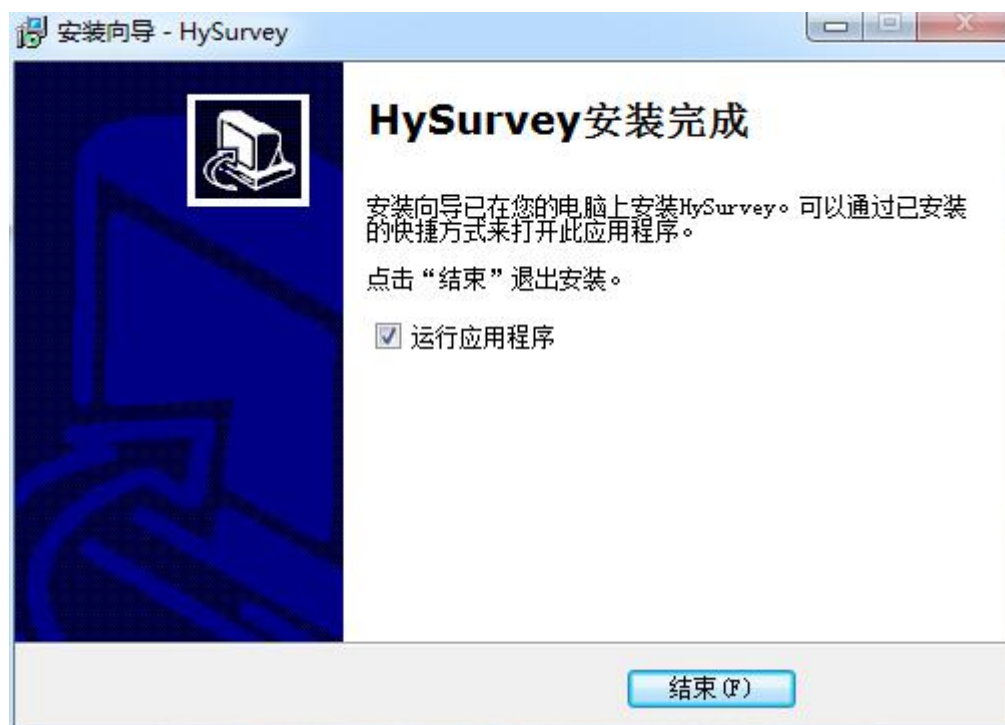 安装向导 - HySurvey
HySurvey安装完成
安装向导已在您的电脑上安装HySurvey。可以通过已安装
的快捷方式来打开此应用程序。
点击“结束”退出安装。
运行应用程序
结束(F)